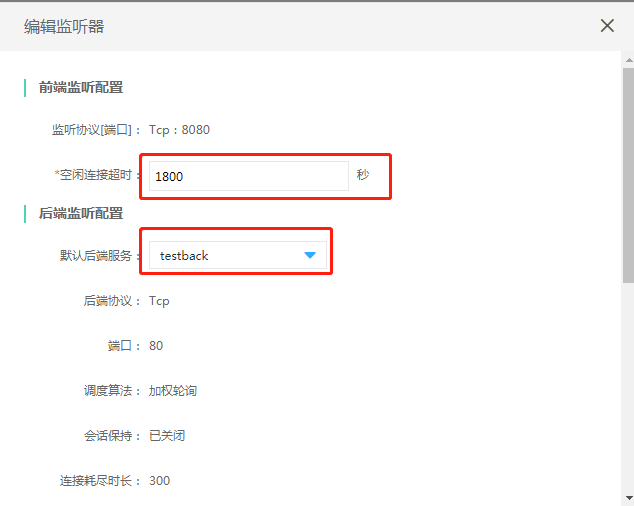 编辑监听器
前端监听配置
监听协议[端口]： Tcp : 8080
*空闲连接超时： 1800 秒
后端监听配置
默认后端服务： testback
后端协议： Tcp
端口： 80
调度算法： 加权轮询
会话保持： 已关闭
连接耗尽时长： 300